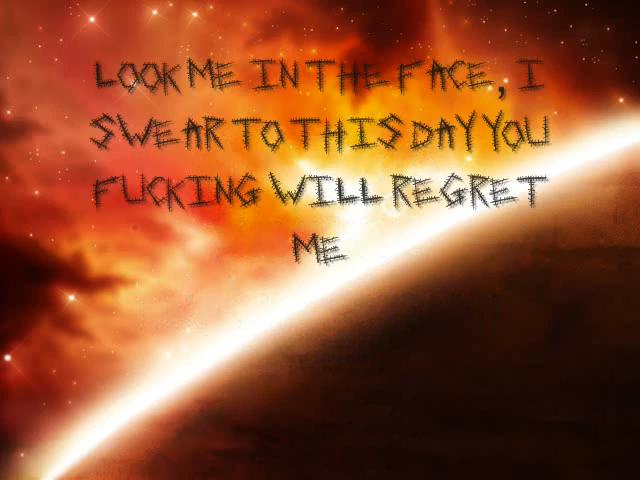 LOOK ME IN THE FACE, I
SWEAR TO THIS DAY YOU
FUCKING WILL REGRET
ME